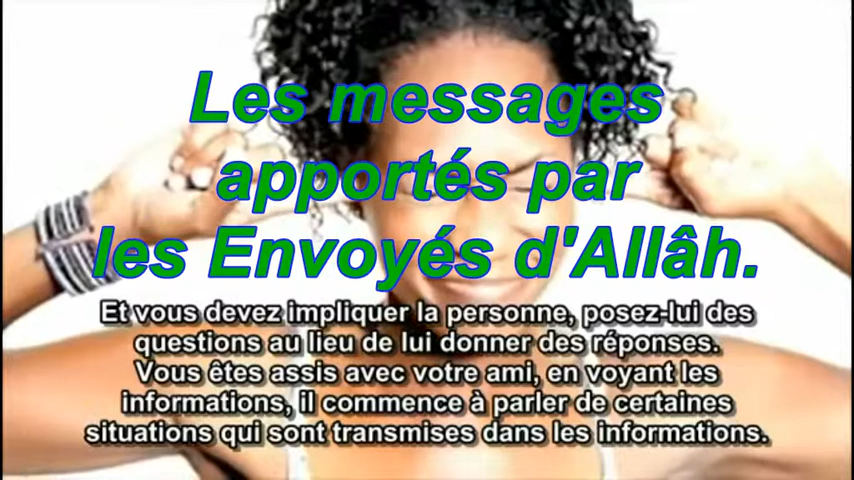 Les messages
apportés par
les Envoyés d'Allâh.
Et vous devez impliquer la personne, posez-lui des
questions au lieu de lui donner des réponses.
Vous êtes assis avec votre ami, en voyant les
informations, il commence à parler de certaines
situations qui sont transmises dans les informations.